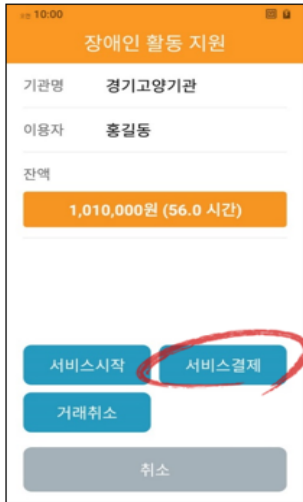 오전 10:00
장애인 활동 지원
기관명 경기고양기관
이용자 홍길동
잔액
1,010,000원 (56.0 시간)
서비스시작 서비스결제
거래취소
취소